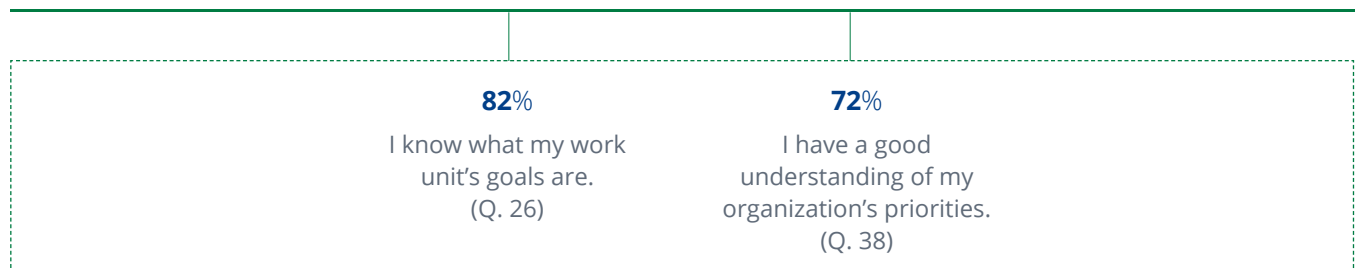 82%
I know what my work
unit’s goals are.
(Q. 26)
72%
I have a good
understanding of my
organization’s priorities.
(Q. 38)